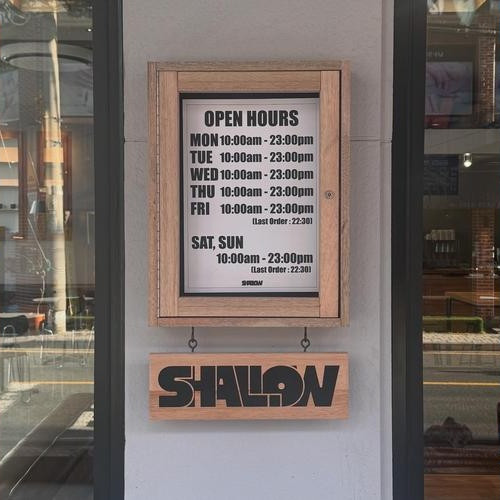 OPEN HOURS
MON 10:00am - 23:00pm
TUE 10:00am - 23:00pm
WED 10:00am - 23:00pm
THU 10:00am - 23:00pm
FRI 10:00am - 23:00pm
(Last Order : 22:30)
SAT, SUN
10:00am - 23:00pm
(Last Order : 22:30)
SHALLOW
SHALLOW